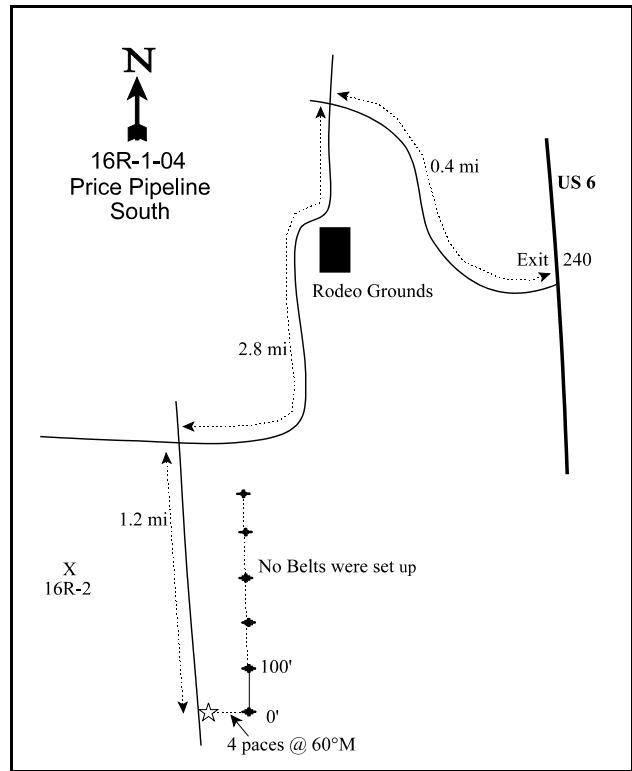 N
16R-1-04
Price Pipeline
South
0.4 mi
US 6
Exit 240
Rodeo Grounds
2.8 mi
1.2 mi
No Belts were set up
X
16R-2
100'
0'
4 paces @ 60°M